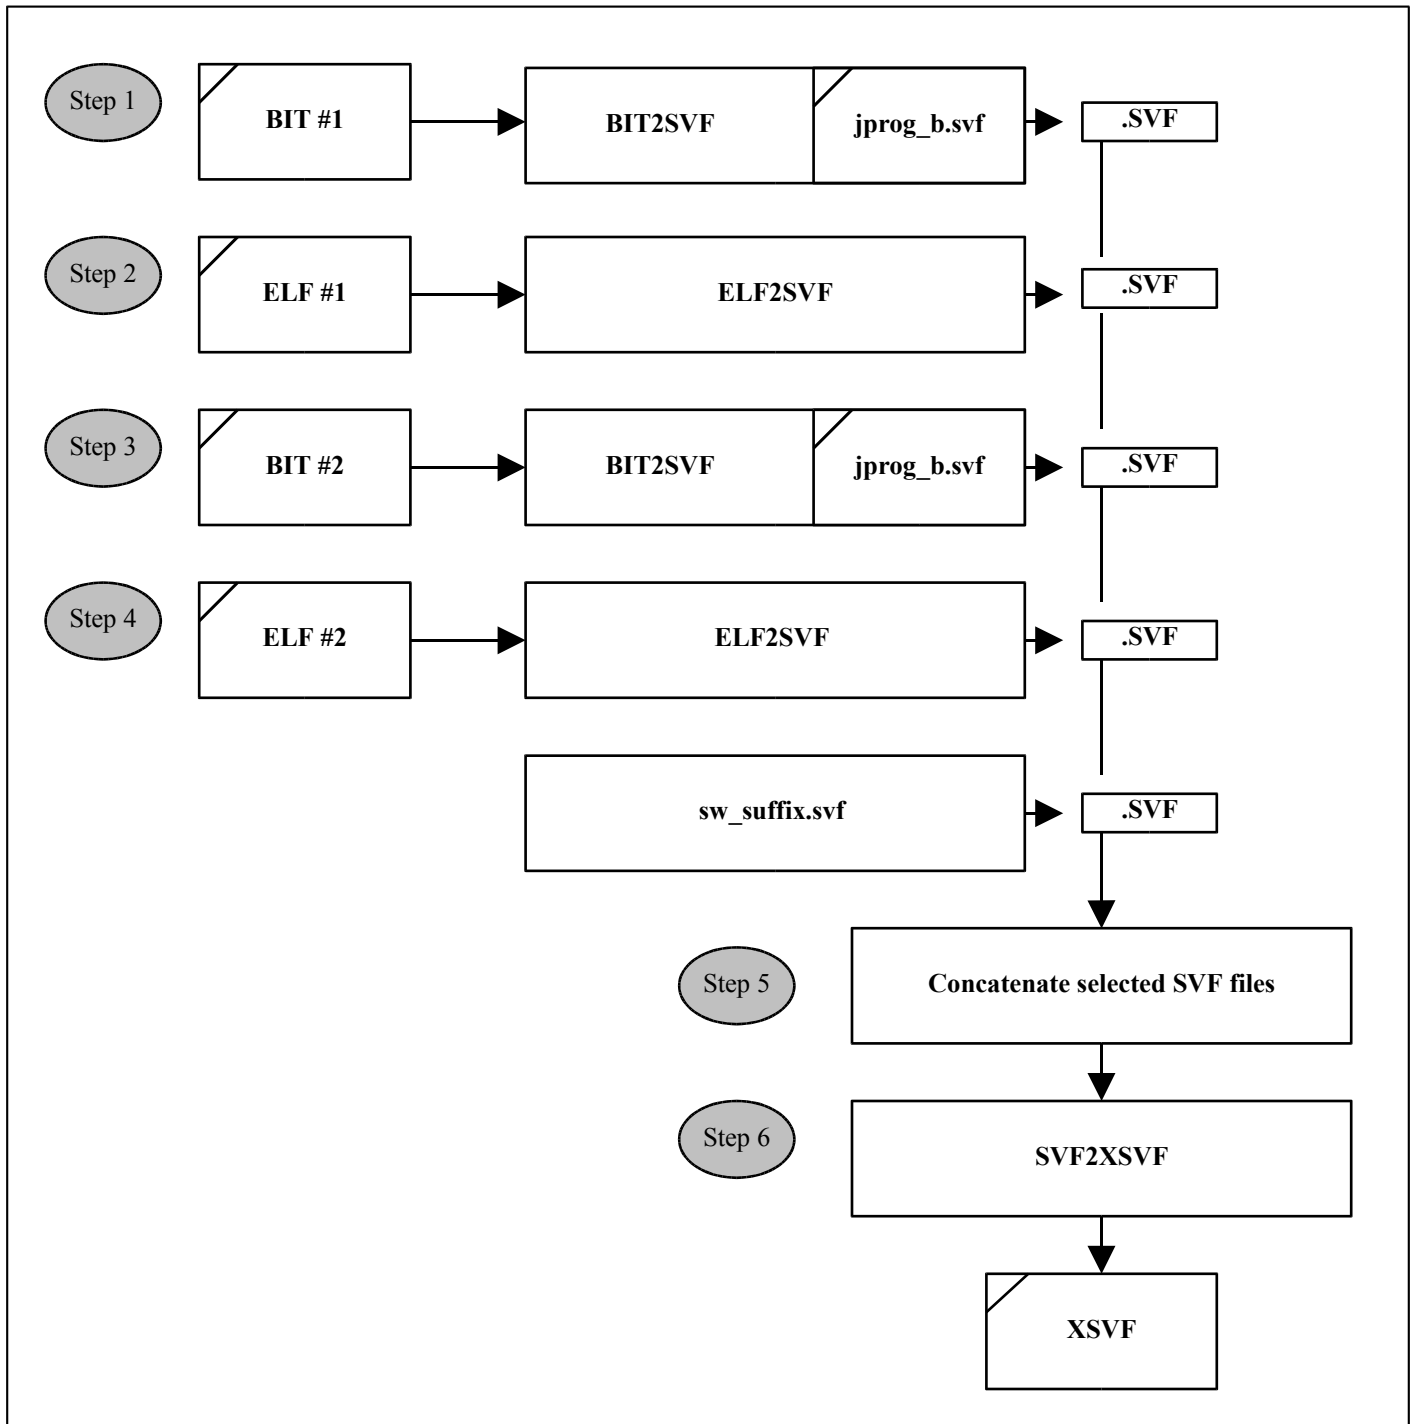 Step 1
BIT #1
BIT2SVF
jprog_b.svf
.SVF
Step 2
ELF #1
ELF2SVF
.SVF
Step 3
BIT #2
BIT2SVF
jprog_b.svf
.SVF
Step 4
ELF #2
ELF2SVF
.SVF
sw_suffix.svf
.SVF
Step 5
Concatenate selected SVF files
Step 6
SVF2XSVF
XSVF